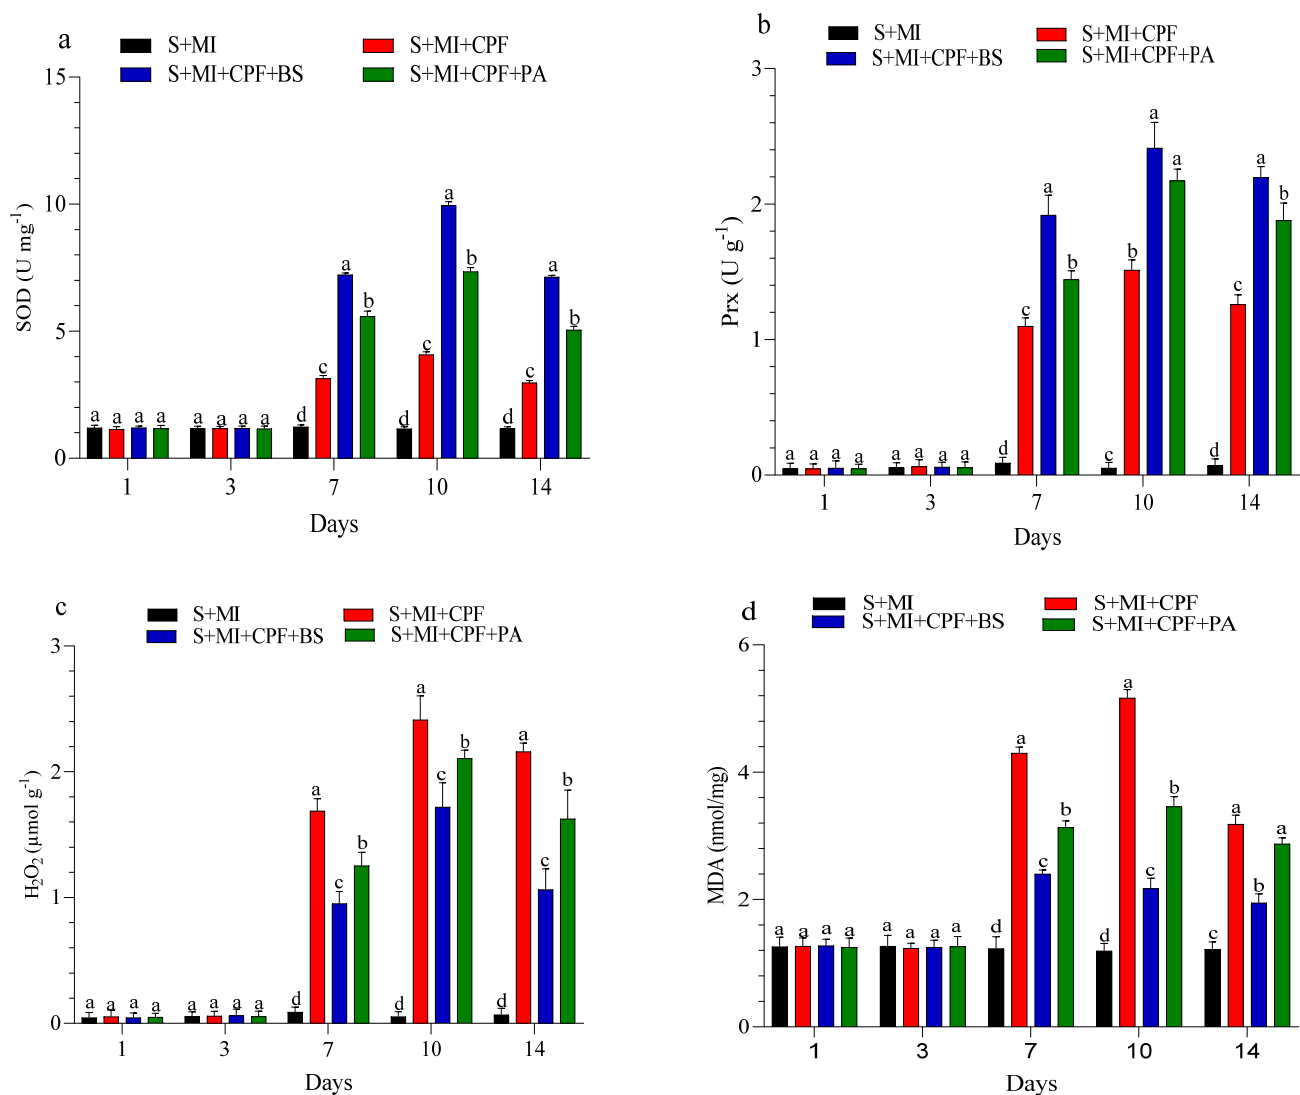 a
S+MI
S+MI+CPF
S+MI+CPF+BS
S+MI+CPF+PA
15
10
5
0
SOD (U mg⁻¹)
a a a a
a a a a
d c a b
d c a b
d c a b
1 3 7 10 14
Days
b
S+MI
S+MI+CPF
S+MI+CPF+BS
S+MI+CPF+PA
3
2
1
0
Prx (U g⁻¹)
a a a a
a a a a
d c a b
c b a a
d c a b
1 3 7 10 14
Days
c
S+MI
S+MI+CPF
S+MI+CPF+BS
S+MI+CPF+PA
3
2
1
0
H₂O₂ (µmol g⁻¹)
a a a a
a a a a
d a c b
d a c b
d a c b
1 3 7 10 14
Days
d
S+MI
S+MI+CPF
S+MI+CPF+BS
S+MI+CPF+PA
6
4
2
0
MDA (nmol/mg)
a a a a
a a a a
d a c b
d a c b
c a b a
1 3 7 10 14
Days